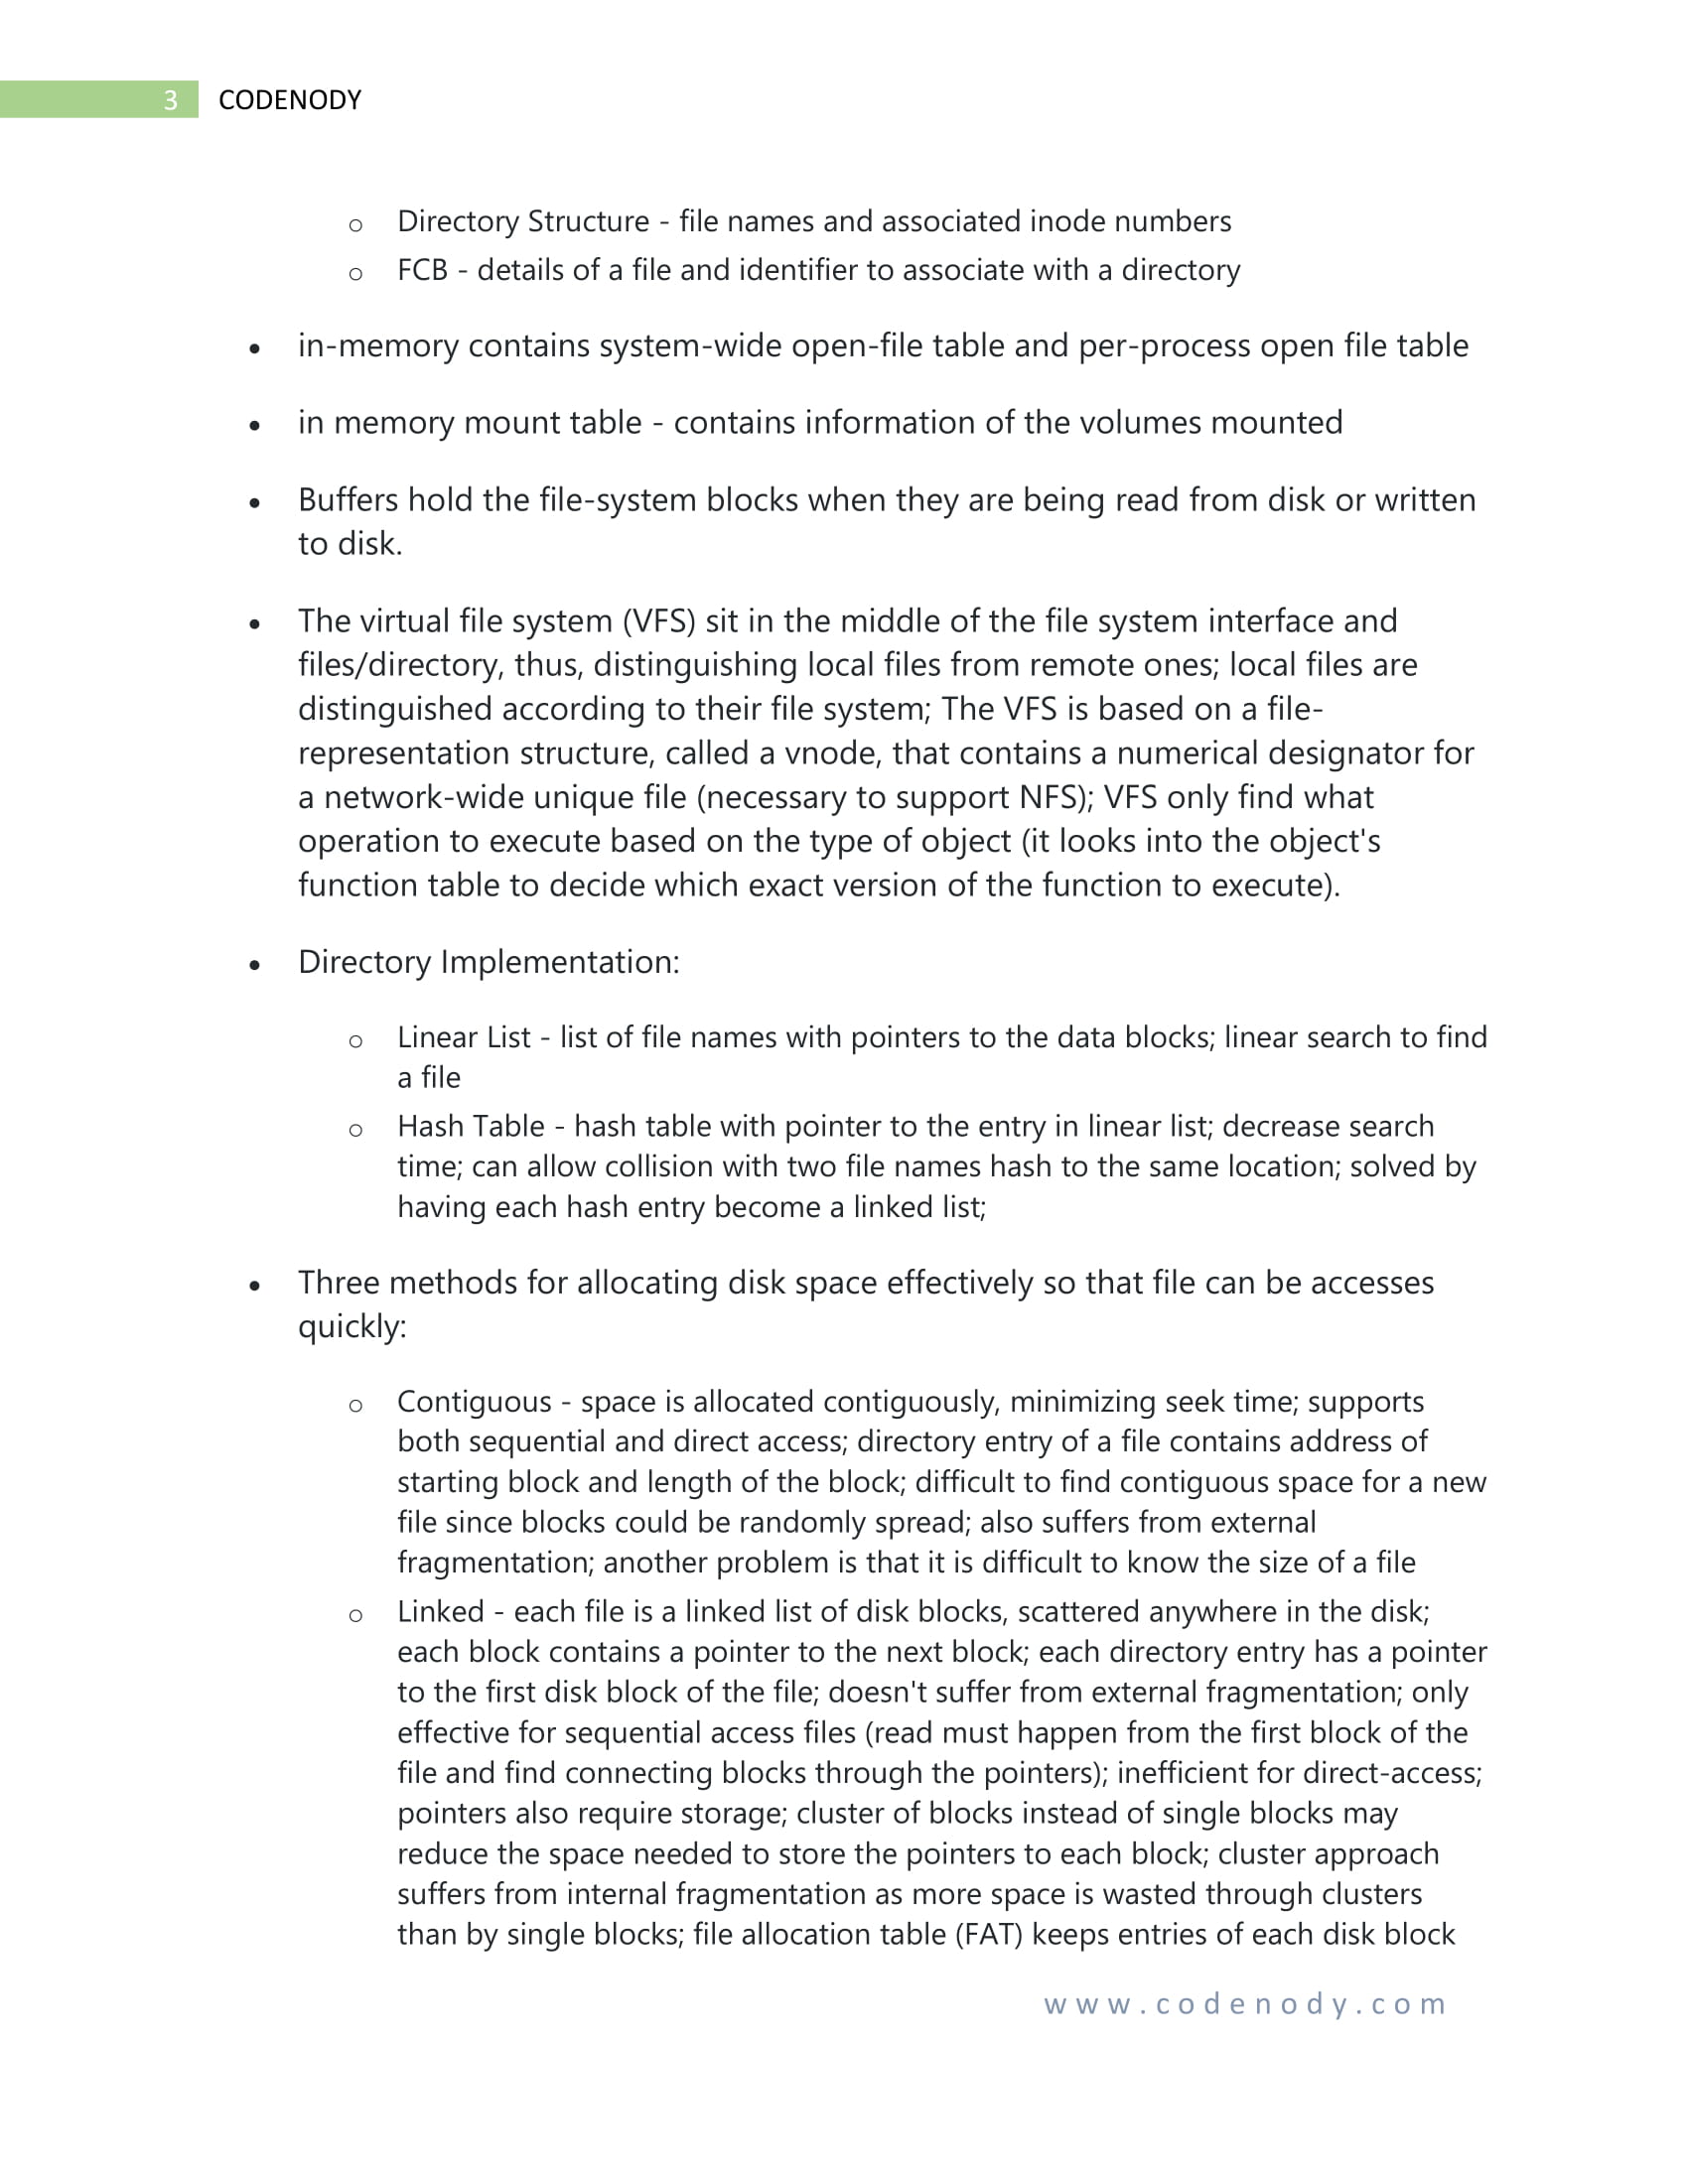 3 CODENODY
o Directory Structure - file names and associated inode numbers
o FCB - details of a file and identifier to associate with a directory
• in-memory contains system-wide open-file table and per-process open file table
• in memory mount table - contains information of the volumes mounted
• Buffers hold the file-system blocks when they are being read from disk or written
to disk.
• The virtual file system (VFS) sit in the middle of the file system interface and
files/directory, thus, distinguishing local files from remote ones; local files are
distinguished according to their file system; The VFS is based on a file-
representation structure, called a vnode, that contains a numerical designator for
a network-wide unique file (necessary to support NFS); VFS only find what
operation to execute based on the type of object (it looks into the object's
function table to decide which exact version of the function to execute).
• Directory Implementation:
o Linear List - list of file names with pointers to the data blocks; linear search to find
a file
o Hash Table - hash table with pointer to the entry in linear list; decrease search
time; can allow collision with two file names hash to the same location; solved by
having each hash entry become a linked list;
• Three methods for allocating disk space effectively so that file can be accesses
quickly:
o Contiguous - space is allocated contiguously, minimizing seek time; supports
both sequential and direct access; directory entry of a file contains address of
starting block and length of the block; difficult to find contiguous space for a new
file since blocks could be randomly spread; also suffers from external
fragmentation; another problem is that it is difficult to know the size of a file
o Linked - each file is a linked list of disk blocks, scattered anywhere in the disk;
each block contains a pointer to the next block; each directory entry has a pointer
to the first disk block of the file; doesn't suffer from external fragmentation; only
effective for sequential access files (read must happen from the first block of the
file and find connecting blocks through the pointers); inefficient for direct-access;
pointers also require storage; cluster of blocks instead of single blocks may
reduce the space needed to store the pointers to each block; cluster approach
suffers from internal fragmentation as more space is wasted through clusters
than by single blocks; file allocation table (FAT) keeps entries of each disk block
www.codenody.com